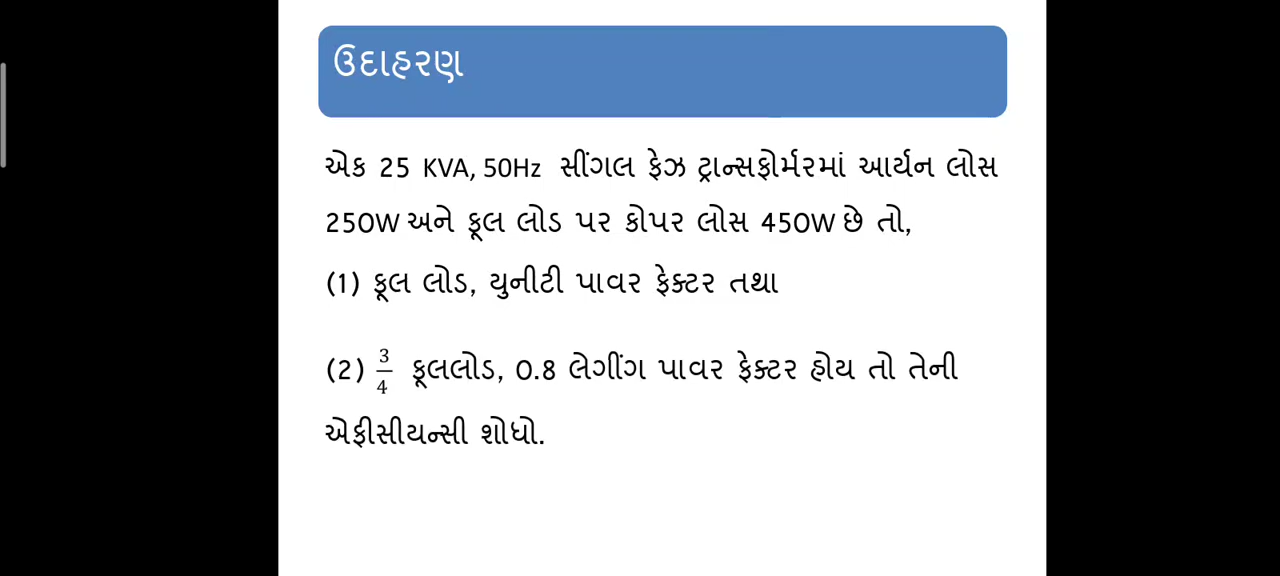 ઉદાહરણ
એક 25 KVA, 50Hz સીંગલ ફેઝ ટ્રાન્સફોર્મરમાં આર્યન લોસ
250W અને ફૂલ લોડ પર કોપર લોસ 450W છે તો,
(1) ફૂલ લોડ, યુનીટી પાવર ફેક્ટર તથા
(2) 3/4 ફૂલલોડ, 0.8 લેગીંગ પાવર ફેક્ટર હોય તો તેની
એફીસીયન્સી શોધો.